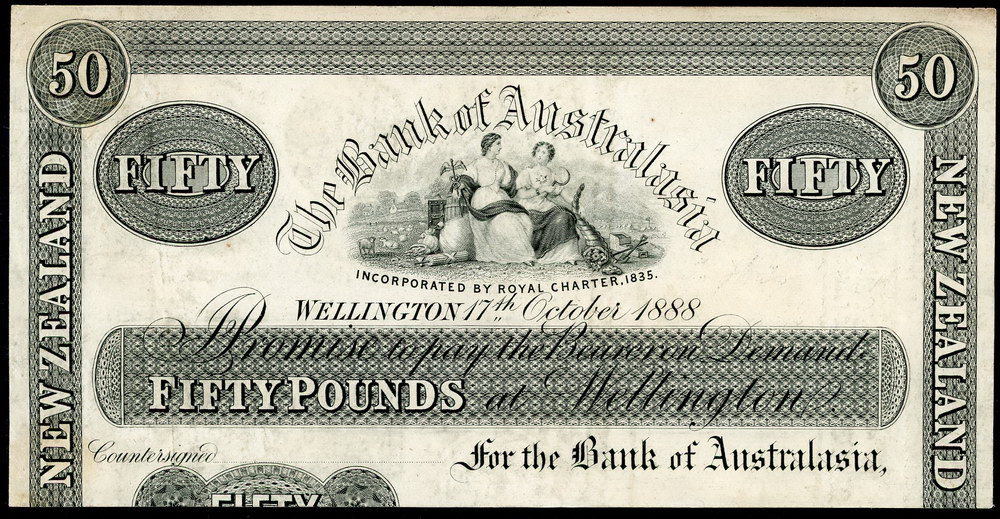 50 50
FIFTY FIFTY
The Bank of Australasia
INCORPORATED BY ROYAL CHARTER, 1835.
NEW ZEALAND
NEW ZEALAND
WELLINGTON 17th October 1888
I Promise to pay the Bearer on Demand
FIFTY POUNDS at Wellington.
Countersigned
For the Bank of Australasia,
FIFTY